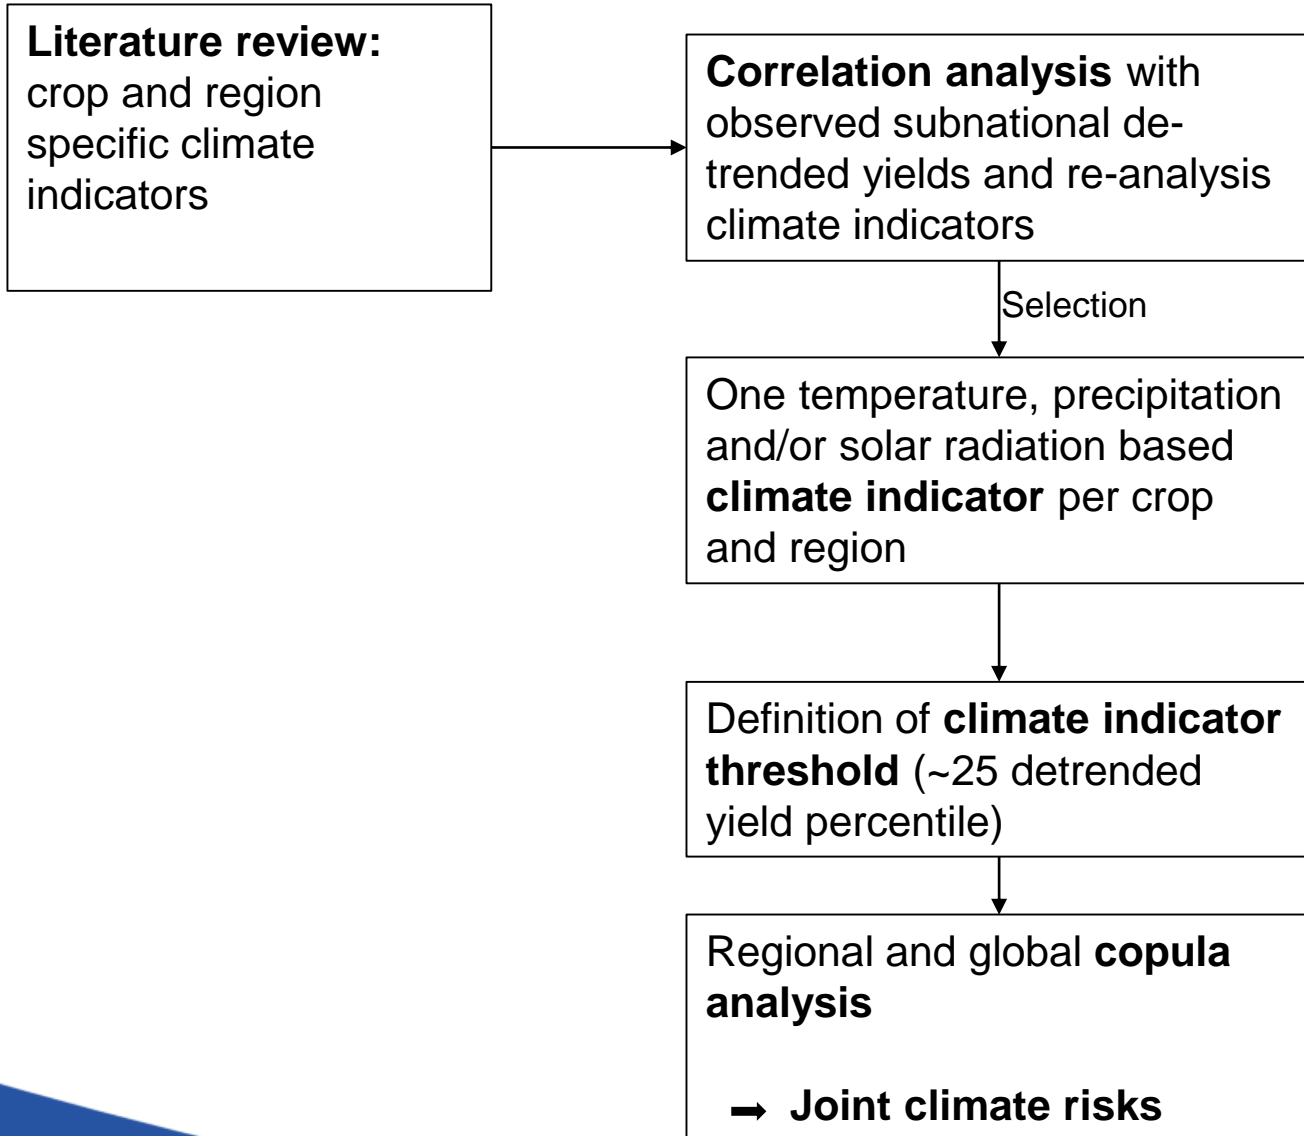 Literature review:
crop and region
specific climate
indicators
Correlation analysis with
observed subnational de-
trended yields and re-analysis
climate indicators
Selection
One temperature, precipitation
and/or solar radiation based
climate indicator per crop
and region
Definition of climate indicator
threshold (~25 detrended
yield percentile)
Regional and global copula
analysis
➡ Joint climate risks